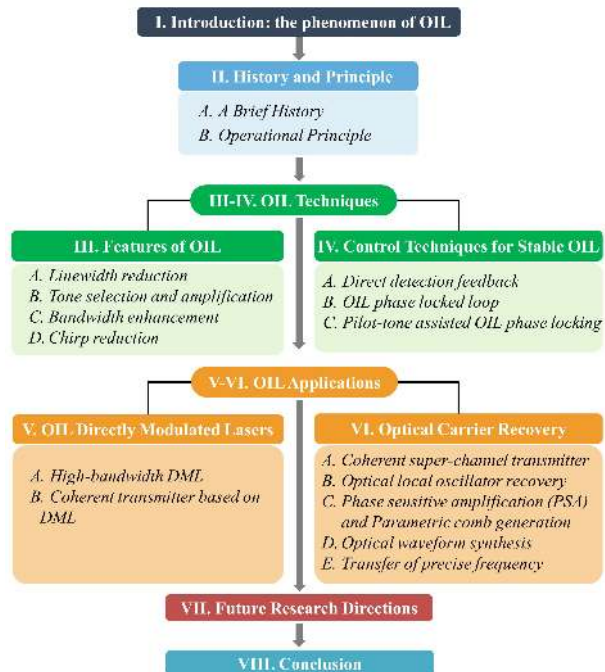 I. Introduction: the phenomenon of OIL
II. History and Principle
A. A Brief History
B. Operational Principle
III-IV. OIL Techniques
III. Features of OIL
A. Linewidth reduction
B. Tone selection and amplification
C. Bandwidth enhancement
D. Chirp reduction
IV. Control Techniques for Stable OIL
A. Direct detection feedback
B. OIL phase locked loop
C. Pilot-tone assisted OIL phase locking
V-VI. OIL Applications
V. OIL Directly Modulated Lasers
A. High-bandwidth DML
B. Coherent transmitter based on
DML
VI. Optical Carrier Recovery
A. Coherent super-channel transmitter
B. Optical local oscillator recovery
C. Phase sensitive amplification (PSA)
and Parametric comb generation
D. Optical waveform synthesis
E. Transfer of precise frequency
VII. Future Research Directions
VIII. Conclusion